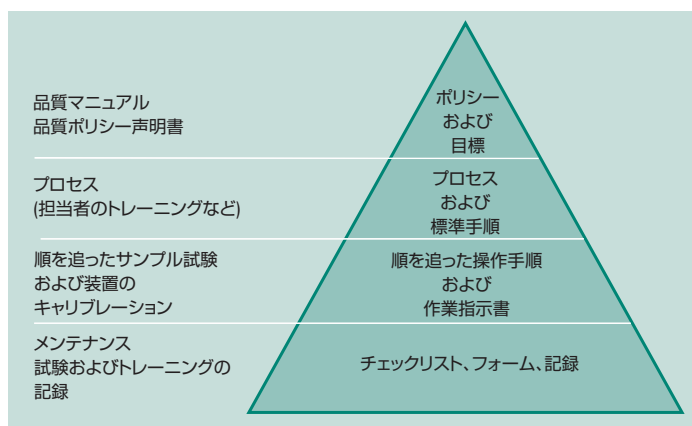 品質マニュアル
品質ポリシー声明書
ポリシー
および
目標
プロセス
(担当者のトレーニングなど)
プロセス
および
標準手順
順を追ったサンプル試験
および装置の
キャリブレーション
順を追った操作手順
および
作業指示書
メンテナンス
試験およびトレーニングの
記録
チェックリスト、フォーム、記録